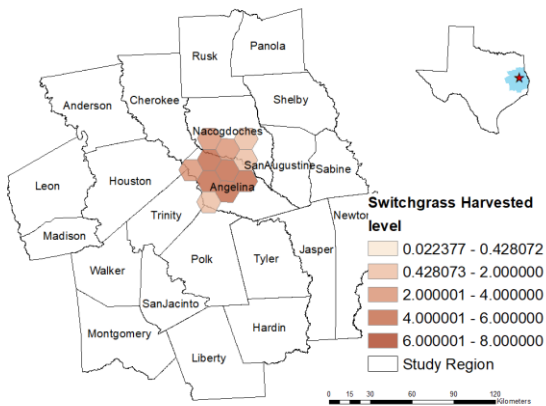 Panola
Rusk
Anderson
Cherokee
Shelby
Nacogdoches
SanAugustine
Sabine
Leon
Houston
Angelina
Switchgrass Harvested
level
Trinity
Newto
Madison
0.022377 - 0.428072
Jasper
Polk
Tyler
Walker
0.428073 - 2.000000
2.000001 - 4.000000
SanJacinto
4.000001 - 6.000000
Montgomery
Hardin
6.000001 - 8.000000
Liberty
Study Region
0 15 30 60 90 120
Kilometers